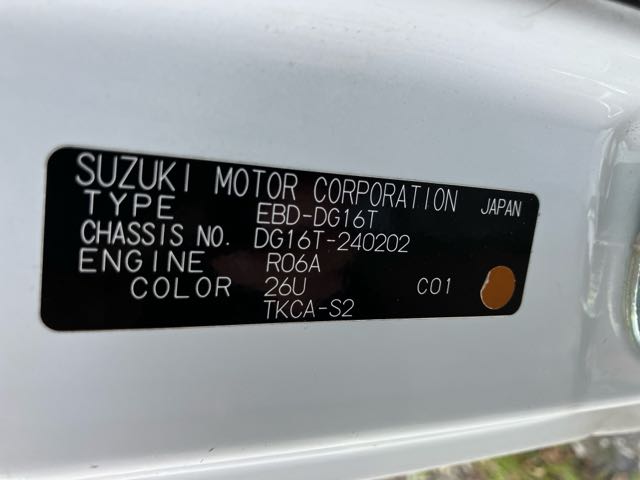 SUZUKI MOTOR CORPORATION JAPAN
TYPE EBD-DG16T
CHASSIS NO. DG16T-240202
ENGINE R06A
COLOR 26U C01
TKCA-S2